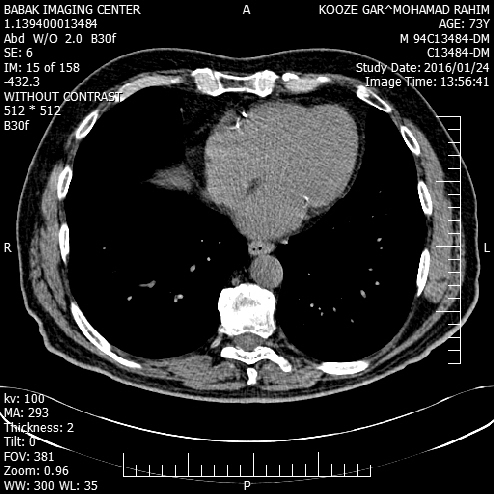 BABAK IMAGING CENTER
1.139400013484
Abd W/O 2.0 B30f
SE: 6
IM: 15 of 158
-432.3
WITHOUT CONTRAST
512 * 512
B30f
A
KOOZE GAR^MOHAMAD RAHIM
AGE: 73Y
M 94C13484-DM
C13484-DM
Study Date: 2016/01/24
Image Time: 13:56:41
R
L
kv: 100
MA: 293
Thickness: 2
Tilt: 0
FOV: 381
Zoom: 0.96
WW: 300 WL: 35
P